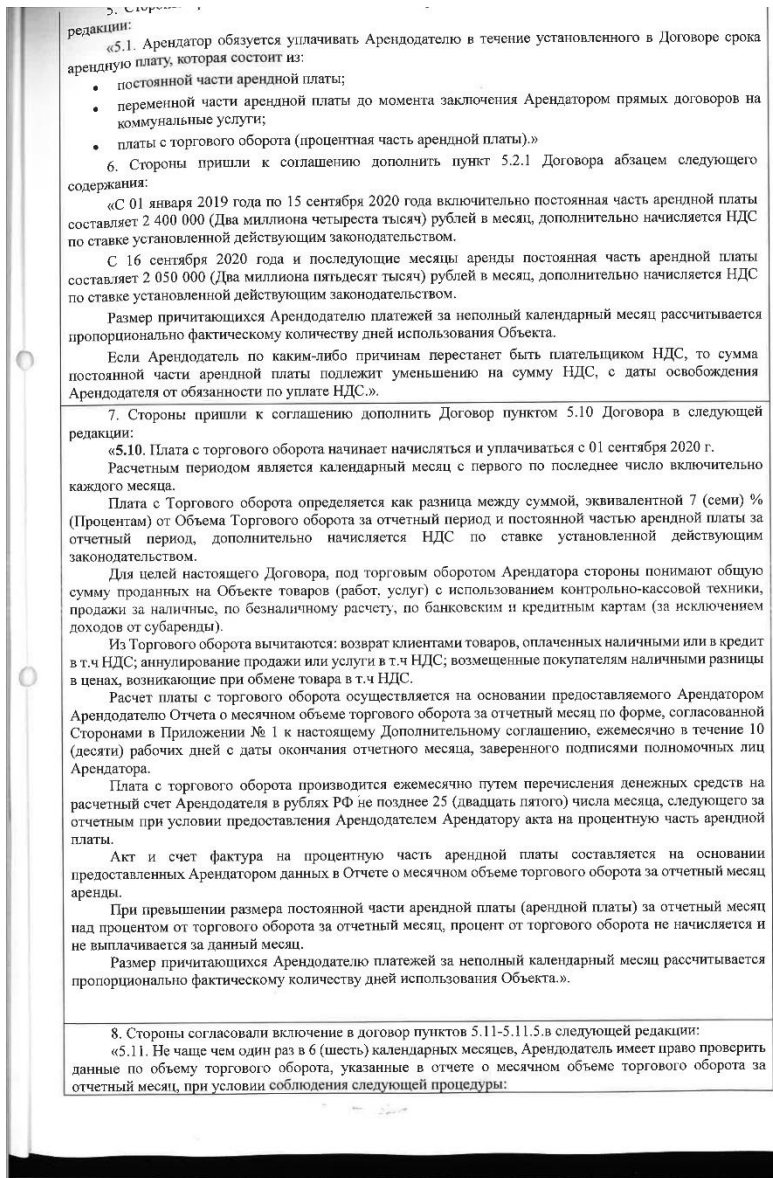 5. Сторон
редакции:
«5.1. Арендатор обязуется уплачивать Арендодателю в течение установленного в Договоре срока
арендную плату, которая состоит из:
• постоянной части арендной платы;
• переменной части арендной платы до момента заключения Арендатором прямых договоров на
коммунальные услуги;
• платы с торгового оборота (процентная часть арендной платы).»
6. Стороны пришли к соглашению дополнить пункт 5.2.1 Договора абзацем следующего
содержания:
«С 01 января 2019 года по 15 сентября 2020 года включительно постоянная часть арендной платы
составляет 2 400 000 (Два миллиона четыреста тысяч) рублей в месяц, дополнительно начисляется НДС
по ставке установленной действующим законодательством.
С 16 сентября 2020 года и последующие месяцы аренды постоянная часть арендной платы
составляет 2 050 000 (Два миллиона пятьдесят тысяч) рублей в месяц, дополнительно начисляется НДС
по ставке установленной действующим законодательством.
Размер причитающихся Арендодателю платежей за неполный календарный месяц рассчитывается
пропорционально фактическому количеству дней использования Объекта.
Если Арендодатель по каким-либо причинам перестанет быть плательщиком НДС, то сумма
постоянной части арендной платы подлежит уменьшению на сумму НДС, с даты освобождения
Арендодателя от обязанности по уплате НДС.».
7. Стороны пришли к соглашению дополнить Договор пунктом 5.10 Договора в следующей
редакции:
«5.10. Плата с торгового оборота начинает начисляться и уплачиваться с 01 сентября 2020 г.
Расчетным периодом является календарный месяц с первого по последнее число включительно
каждого месяца.
Плата с Торгового оборота определяется как разница между суммой, эквивалентной 7 (семи) %
(Процентам) от Объема Торгового оборота за отчетный период и постоянной частью арендной платы за
отчетный период, дополнительно начисляется НДС по ставке установленной действующим
законодательством.
Для целей настоящего Договора, под торговым оборотом Арендатора стороны понимают общую
сумму проданных на Объекте товаров (работ, услуг) с использованием контрольно-кассовой техники,
продажи за наличные, по безналичному расчету, по банковским и кредитным картам (за исключением
доходов от субаренды).
Из Торгового оборота вычитаются: возврат клиентами товаров, оплаченных наличными или в кредит
в т.ч НДС; аннулирование продажи или услуги в т.ч НДС; возмещенные покупателям наличными разницы
в ценах, возникающие при обмене товара в т.ч НДС.
Расчет платы с торгового оборота осуществляется на основании предоставляемого Арендатором
Арендодателю Отчета о месячном объеме торгового оборота за отчетный месяц по форме, согласованной
Сторонами в Приложении № 1 к настоящему Дополнительному соглашению, ежемесячно в течение 10
(десяти) рабочих дней с даты окончания отчетного месяца, заверенного подписями полномочных лиц
Арендатора.
Плата с торгового оборота производится ежемесячно путем перечисления денежных средств на
расчетный счет Арендодателя в рублях РФ не позднее 25 (двадцать пятого) числа месяца, следующего за
отчетным при условии предоставления Арендодателем Арендатору акта на процентную часть арендной
платы.
Акт и счет фактура на процентную часть арендной платы составляется на основании
предоставленных Арендатором данных в Отчете о месячном объеме торгового оборота за отчетный месяц
аренды.
При превышении размера постоянной части арендной платы (арендной платы) за отчетный месяц
над процентом от торгового оборота за отчетный месяц, процент от торгового оборота не начисляется и
не выплачивается за данный месяц.
Размер причитающихся Арендодателю платежей за неполный календарный месяц рассчитывается
пропорционально фактическому количеству дней использования Объекта.».
8. Стороны согласовали включение в договор пунктов 5.11-5.11.5.в следующей редакции:
«5.11. Не чаще чем один раз в 6 (шесть) календарных месяцев, Арендодатель имеет право проверить
данные по объему торгового оборота, указанные в отчете о месячном объеме торгового оборота за
отчетный месяц, при условии соблюдения следующей процедуры: